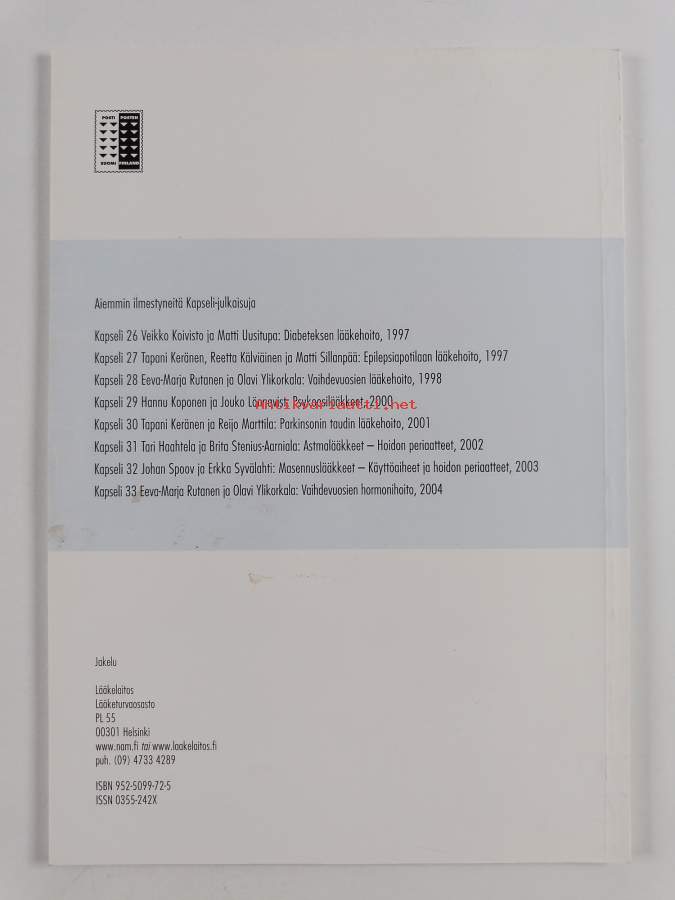 POSTI POSTEN
SUOMI FINLAND
Aiemmin ilmestyneitä Kapseli-julkaisuja
Kapseli 26 Veikko Koivisto ja Matti Uusitupa: Diabeteksen lääkehoito, 1997
Kapseli 27 Tapani Keränen, Reetta Kälviäinen ja Matti Sillanpää: Epilepsiapotilaan lääkehoito, 1997
Kapseli 28 Eeva-Marja Rutanen ja Olavi Ylikorkala: Vaihdevuosien lääkehoito, 1998
Kapseli 29 Hannu Koponen ja Jouko Lönnqvist: Psykoosilääkkeet, 2000
Antikvariaatti.net
Kapseli 30 Tapani Keränen ja Reijo Marttila: Parkinsonin taudin lääkehoito, 2001
Kapseli 31 Tari Haahtela ja Brita Stenius-Aarniala: Astmalääkkeet – Hoidon periaatteet, 2002
Kapseli 32 Johan Spoov ja Erkka Syvälahti: Masennuslääkkeet – Käyttöaiheet ja hoidon periaatteet, 2003
Kapseli 33 Eeva-Marja Rutanen ja Olavi Ylikorkala: Vaihdevuosien hormonihoito, 2004
Jakelu
Lääkelaitos
Lääketurvaosasto
PL 55
00301 Helsinki
www.nam.fi tai www.laakelaitos.fi
puh. (09) 4733 4289
ISBN 952-5099-72-5
ISSN 0355-242X